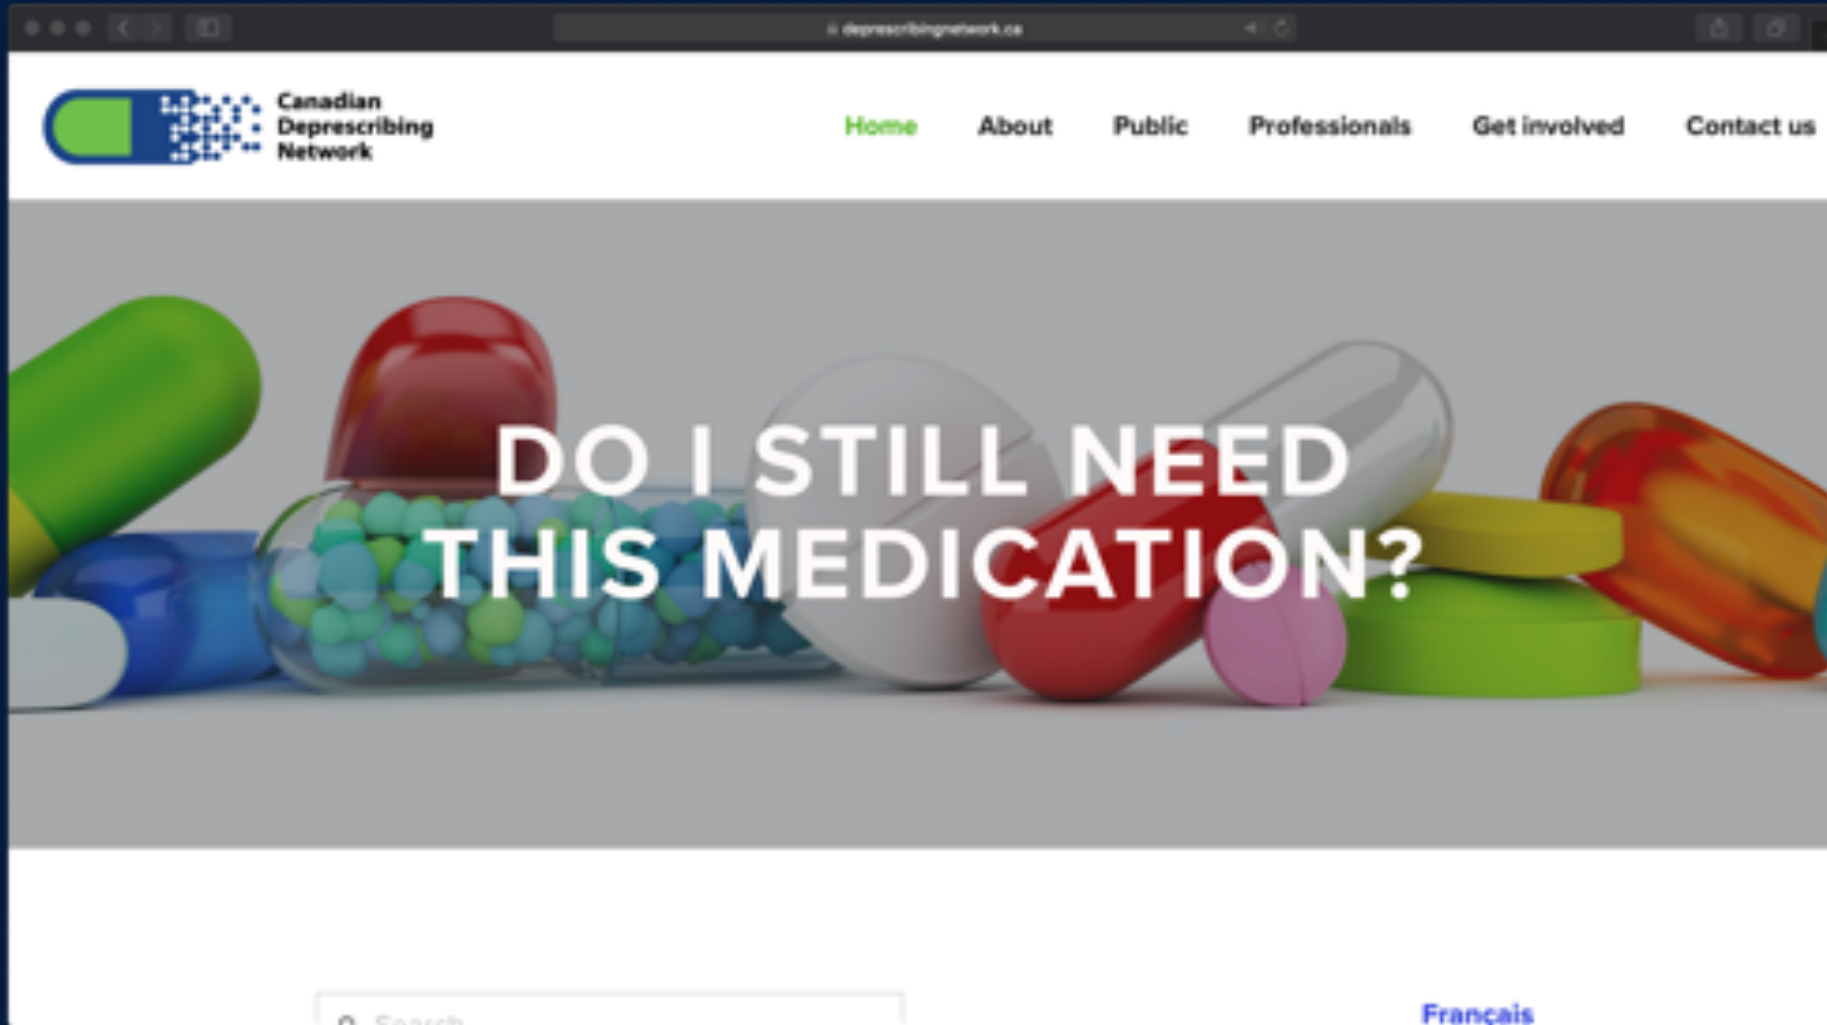 deprescribingnetwork.ca
Canadian
Deprescribing
Network
Home About Public Professionals Get involved Contact us
DO I STILL NEED
THIS MEDICATION?
Search
Français